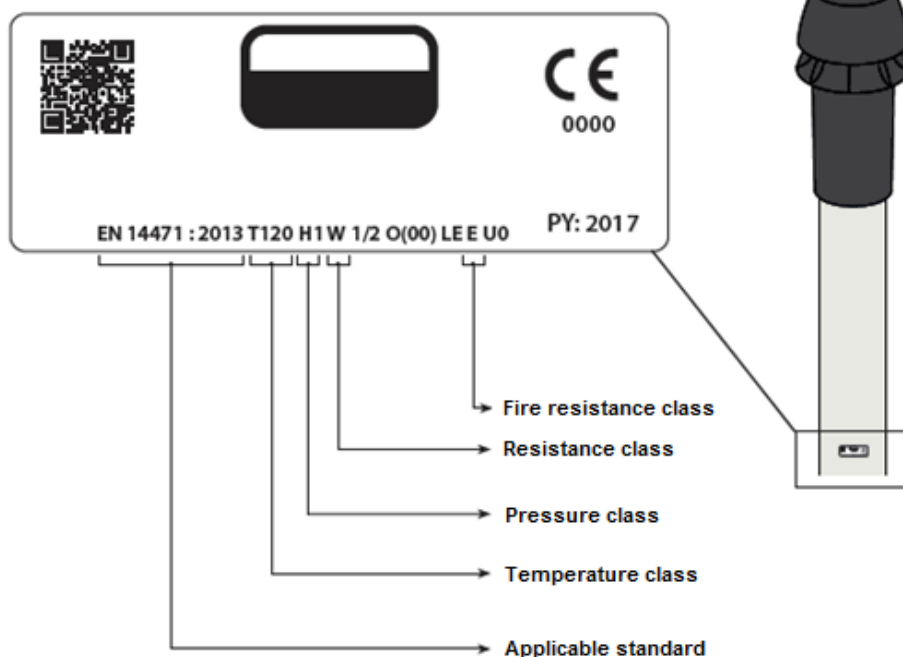 CE
0000
EN 14471 : 2013 T120 H1 W 1/2 O(00) LE E U0
PY: 2017
Fire resistance class
Resistance class
Pressure class
Temperature class
Applicable standard